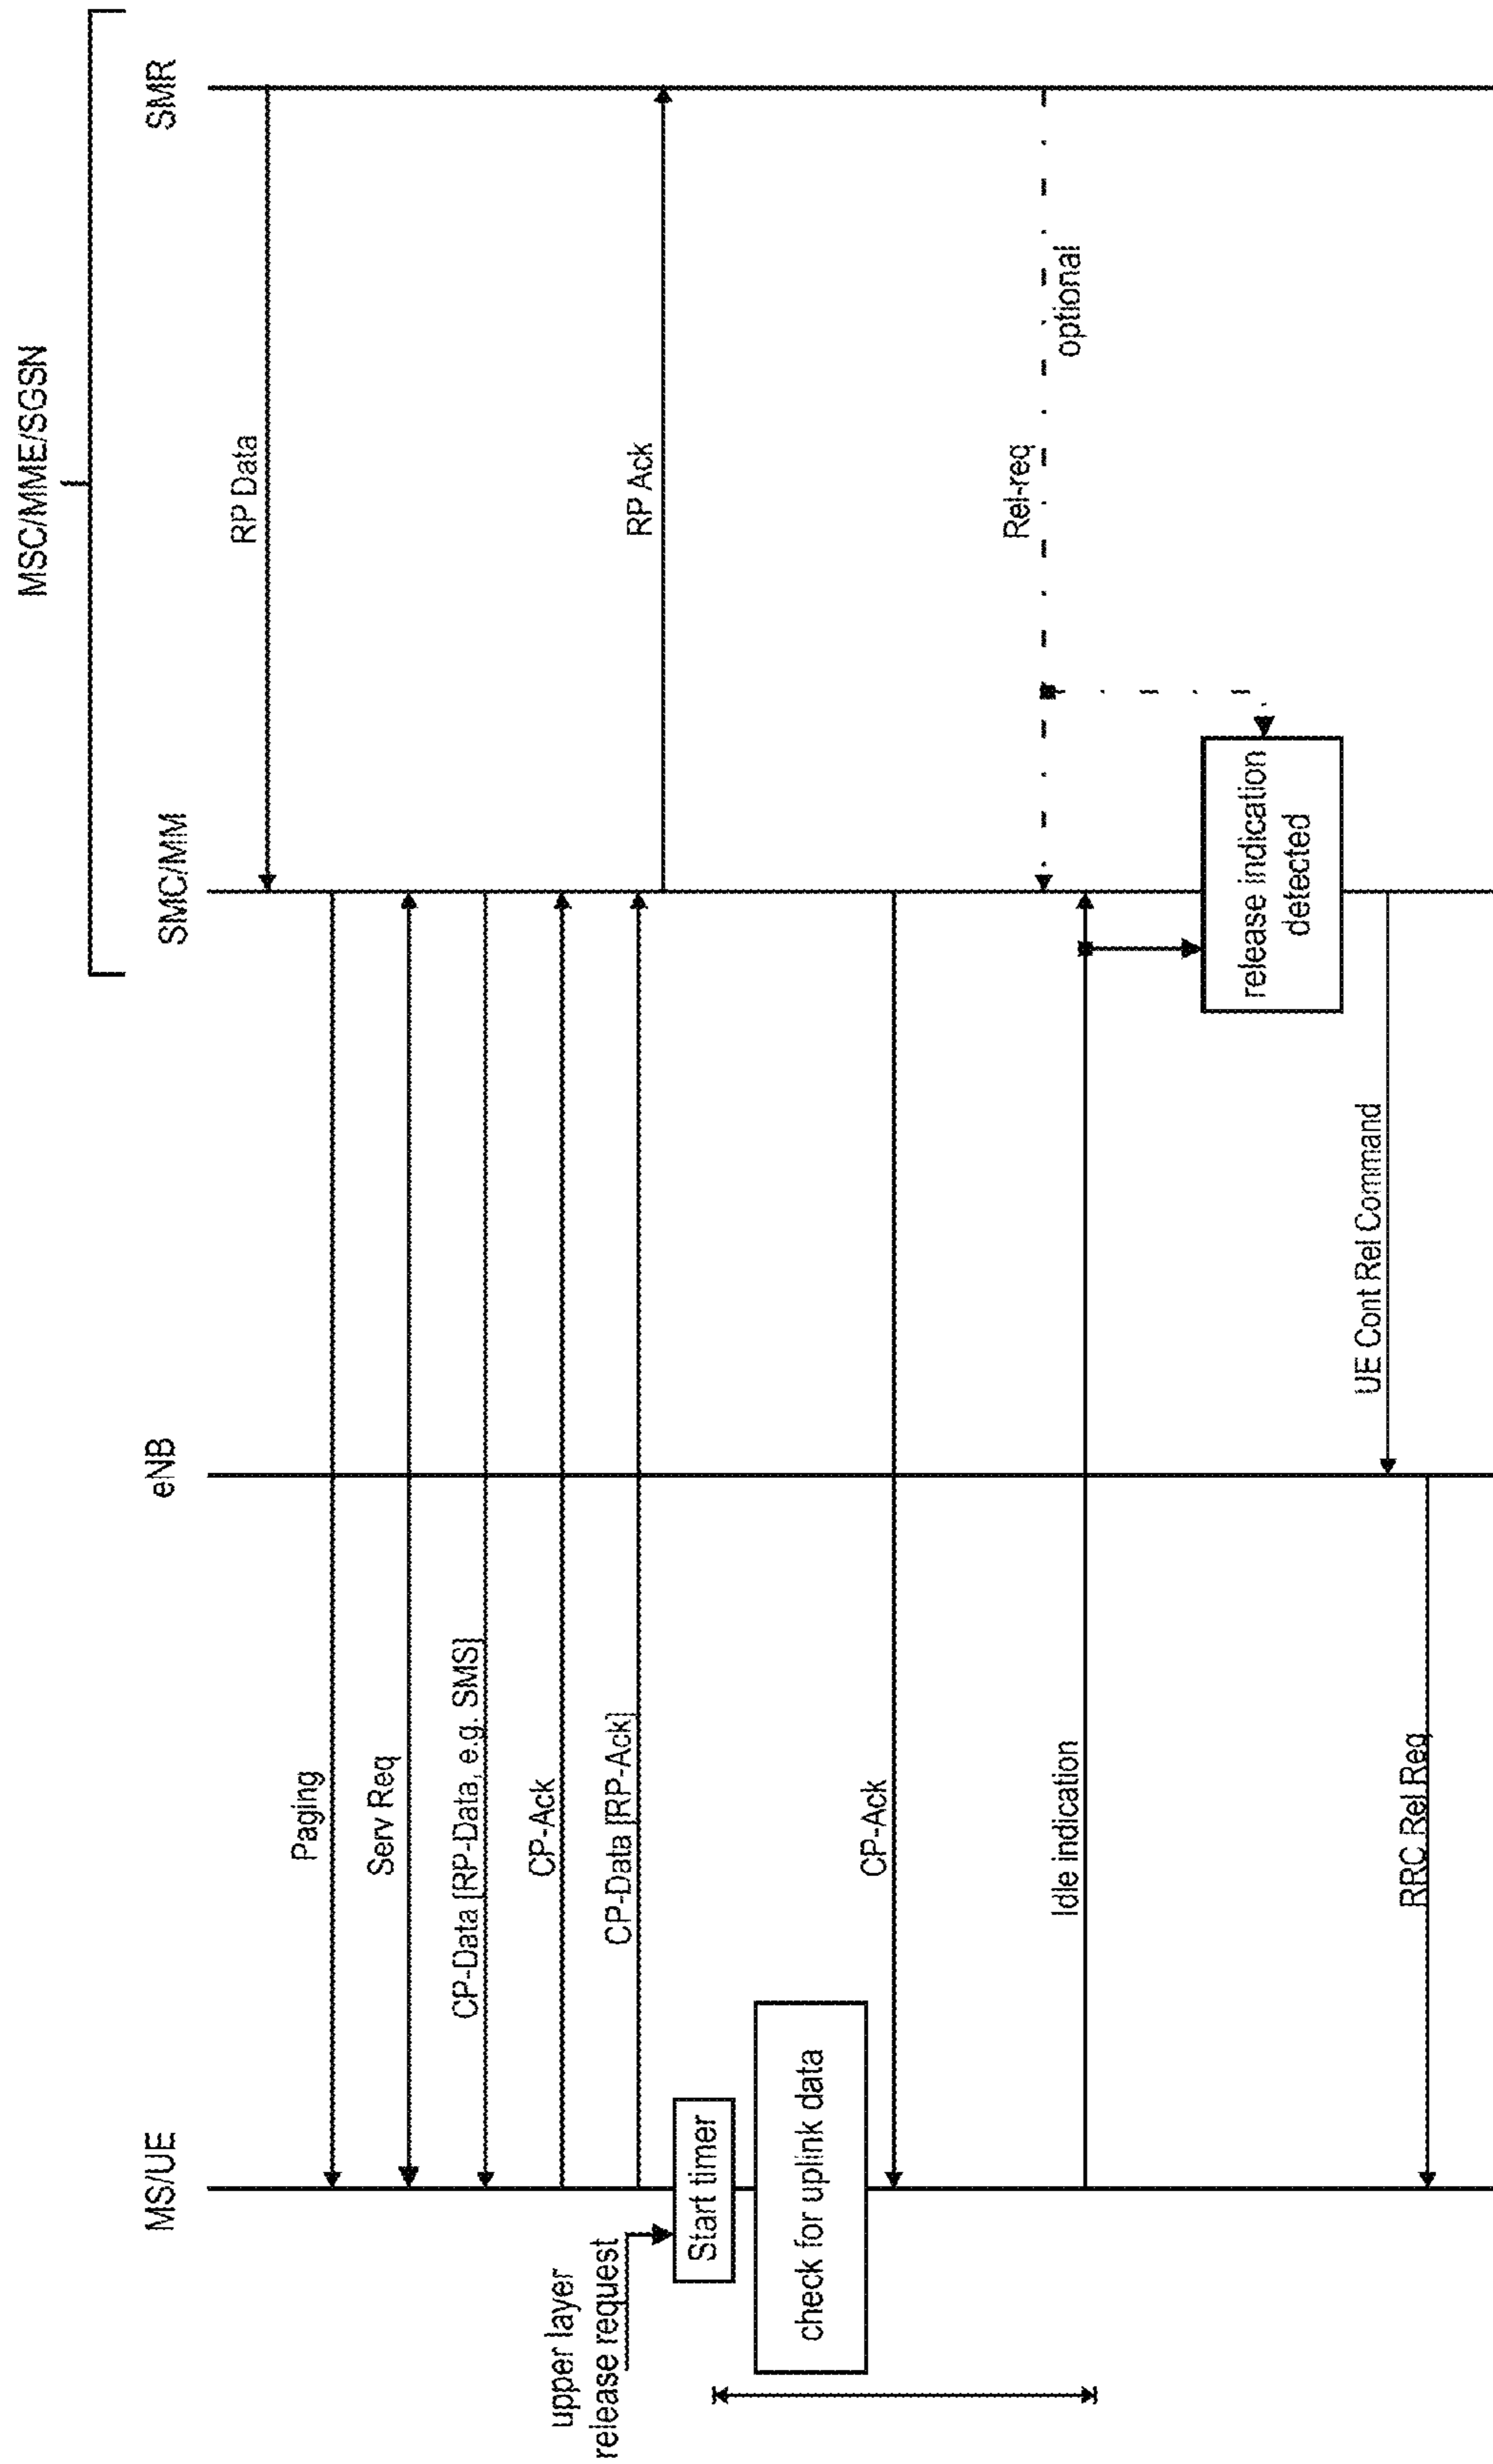 MSC/MME/SGSN
MS/UE
eNB
SMC/MM
SMR
RP Data
Paging
Serv Req
CP-Data [RP-Data, e.g. SMS]
CP-Ack
CP-Data [RP-Ack]
RP Ack
upper layer
release request
Start timer
check for uplink data
CP-Ack
Rel-req
optional
Idle indication
release indication
detected
UE Cont Rel Command
RRC Rel Req